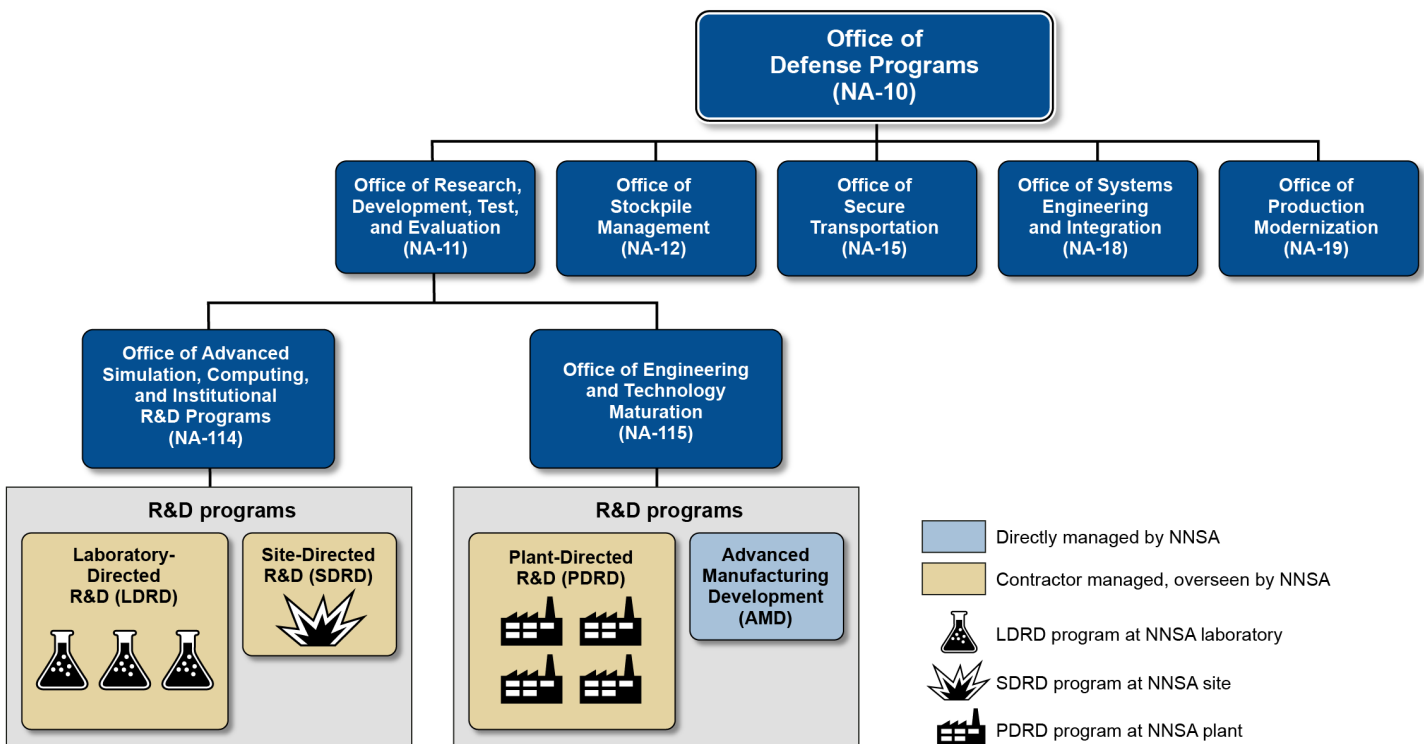 Office of
Defense Programs
(NA-10)
Office of Research,
Development, Test,
and Evaluation
(NA-11)
Office of
Stockpile
Management
(NA-12)
Office of
Secure
Transportation
(NA-15)
Office of Systems
Engineering
and Integration
(NA-18)
Office of
Production
Modernization
(NA-19)
Office of Advanced
Simulation, Computing,
and Institutional
R&D Programs
(NA-114)
Office of Engineering
and Technology
Maturation
(NA-115)
R&D programs
Laboratory-
Directed
R&D (LDRD)
Site-Directed
R&D (SDRD)
R&D programs
Plant-Directed
R&D (PDRD)
Advanced
Manufacturing
Development
(AMD)
Directly managed by NNSA
Contractor managed, overseen by NNSA
LDRD program at NNSA laboratory
SDRD program at NNSA site
PDRD program at NNSA plant